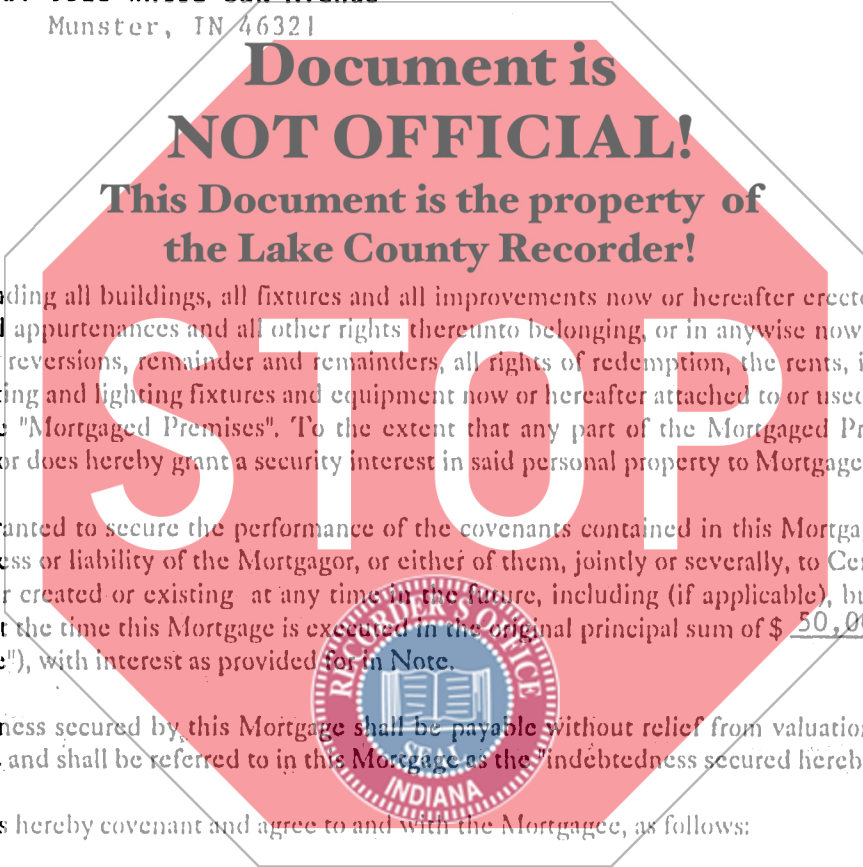 Munster, IN 46321
Document is
NOT OFFICIAL!
This Document is the property of
the Lake County Recorder!
ding all buildings, all fixtures and all improvements now or hereafter erect
appurtenances and all other rights thereunto belonging, or in anywise now
reversions, remainder and remainders, all rights of redemption, the rents, i
ting and lighting fixtures and equipment now or hereafter attached to or used
"Mortgaged Premises". To the extent that any part of the Mortgaged Pr
or does hereby grant a security interest in said personal property to Mortgage
STOP
anted to secure the performance of the covenants contained in this Mortga
ess or liability of the Mortgagor, or either of them, jointly or severally, to Ce
r created or existing at any time in the future, including (if applicable), bu
t the time this Mortgage is executed in the original principal sum of $ 50,0
e"), with interest as provided for in Note.
ness secured by this Mortgage shall be payable without relief from valuation
and shall be referred to in this Mortgage as the "indebtedness secured hereb
s hereby covenant and agree to and with the Mortgagee, as follows:
RECORDER'S OFFICE
SEAL
INDIANA